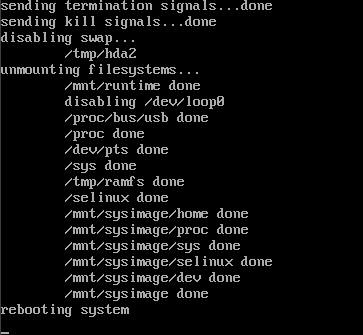 sending termination signals...done
sending kill signals...done
disabling swap...
/tmp/hda2
unmounting filesystems...
/mnt/runtime done
disabling /dev/loop0
/proc/bus/usb done
/proc done
/dev/pts done
/sys done
/tmp/ramfs done
/selinux done
/mnt/sysimage/home done
/mnt/sysimage/proc done
/mnt/sysimage/sys done
/mnt/sysimage/selinux done
/mnt/sysimage/dev done
/mnt/sysimage done
rebooting system